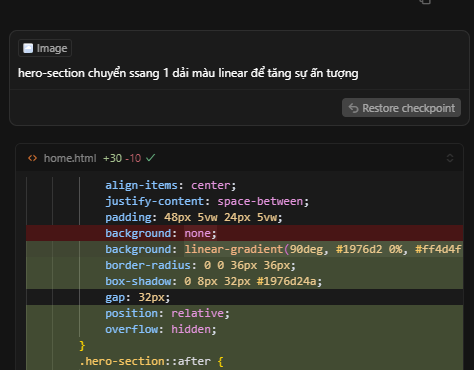 Image
hero-section chuyển ssang 1 dải màu linear để tăng sự ấn tượng
Restore checkpoint
<> home.html +30 -10
align-items: center;
justify-content: space-between;
padding: 48px 5vw 24px 5vw;
background: none;
background: linear-gradient(90deg, #1976d2 0%, #ff4d4f
border-radius: 0 0 36px 36px;
box-shadow: 0 8px 32px #1976d24a;
gap: 32px;
position: relative;
overflow: hidden;
}
.hero-section::after {